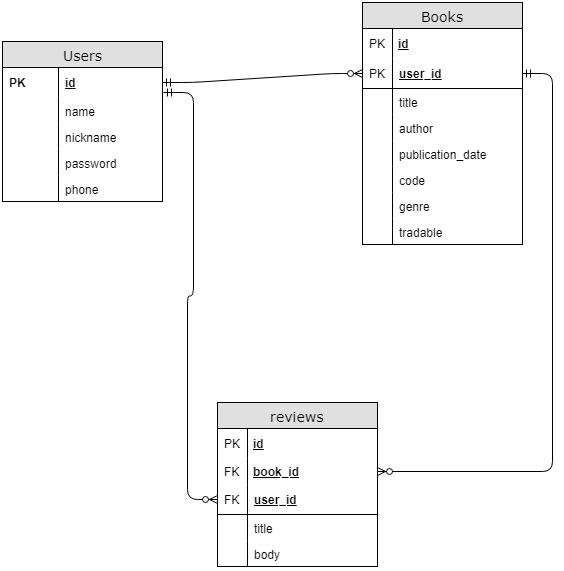 Users
PK id
name
nickname
password
phone
Books
PK id
PK user_id
title
author
publication_date
code
genre
tradable
reviews
PK id
FK book_id
FK user_id
title
body